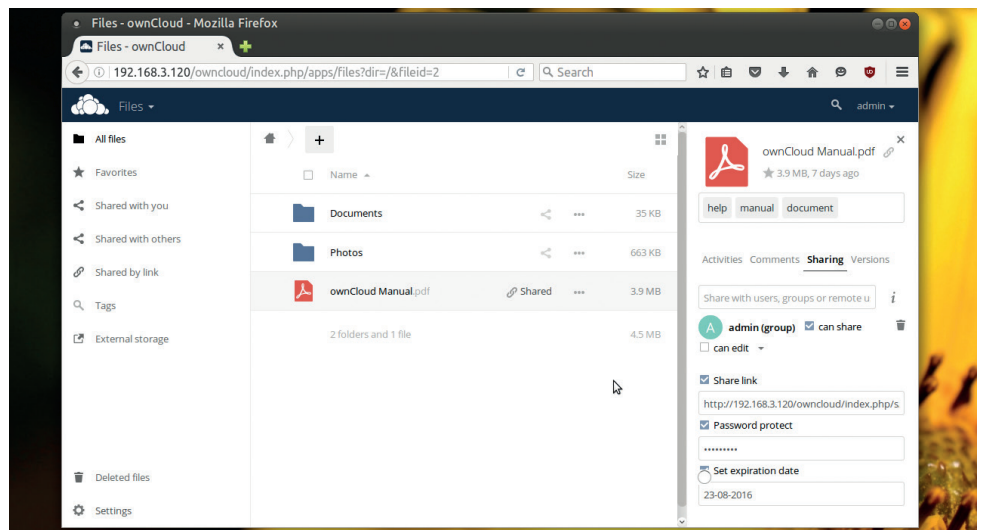 Files - ownCloud - Mozilla Firefox
Files - ownCloud × +
192.168.3.120/owncloud/index.php/apps/files?dir=/&fileid=2 Search
Files admin
All files
Favorites
Shared with you
Shared with others
Shared by link
Tags
External storage
Deleted files
Settings
+
Name Size
Documents ••• 35 KB
Photos ••• 663 KB
ownCloud Manual.pdf Shared ••• 3.9 MB
2 folders and 1 file 4.5 MB
ownCloud Manual.pdf ×
★ 3.9 MB, 7 days ago
help manual document
Activities Comments Sharing Versions
Share with users, groups or remote u i
A admin (group) can share
can edit
Share link
http://192.168.3.120/owncloud/index.php/s
Password protect
•••••••••
Set expiration date
23-08-2016